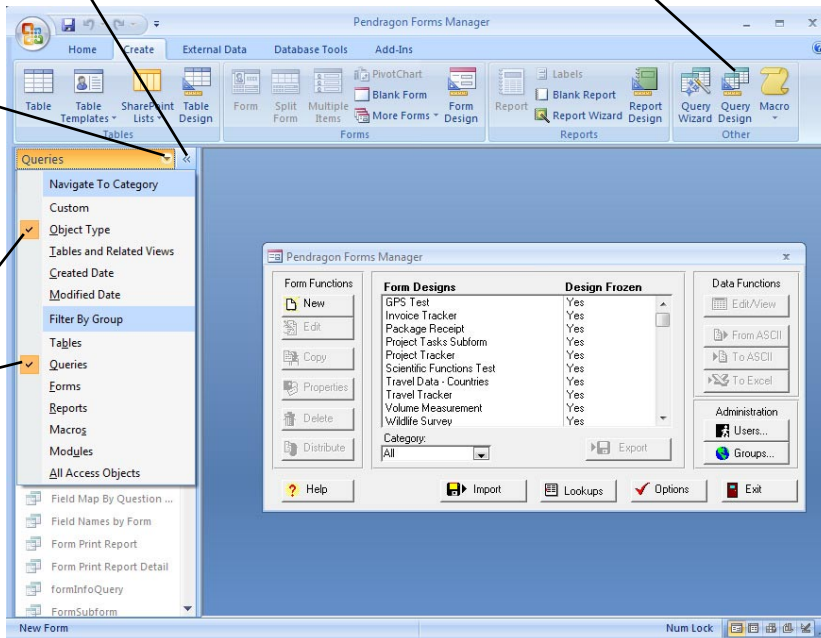 Pendragon Forms Manager
Home Create External Data Database Tools Add-Ins
Table Table Templates SharePoint Lists Table Design
Tables
Form Split Form Multiple Items PivotChart Blank Form More Forms Form Design
Forms
Report Labels Blank Report Report Wizard Report Design
Reports
Query Wizard Query Design Macro
Other
Queries
Navigate To Category
Custom
Object Type
Tables and Related Views
Created Date
Modified Date
Filter By Group
Tables
Queries
Forms
Reports
Macros
Modules
All Access Objects
Field Map By Question ...
Field Names by Form
Form Print Report
Form Print Report Detail
formInfoQuery
FormSubform
Pendragon Forms Manager
Form Functions
New
Edit
Copy
Properties
Delete
Distribute
Form Designs Design Frozen
GPS Test Yes
Invoice Tracker Yes
Package Receipt Yes
Project Tasks Subform Yes
Project Tracker Yes
Scientific Functions Test Yes
Travel Data - Countries Yes
Travel Tracker Yes
Volume Measurement Yes
Wildlife Survey Yes
Category:
All
Export
Data Functions
Edit/View
From ASCII
To ASCII
To Excel
Administration
Users...
Groups...
Help Import Lookups Options Exit
New Form Num Lock